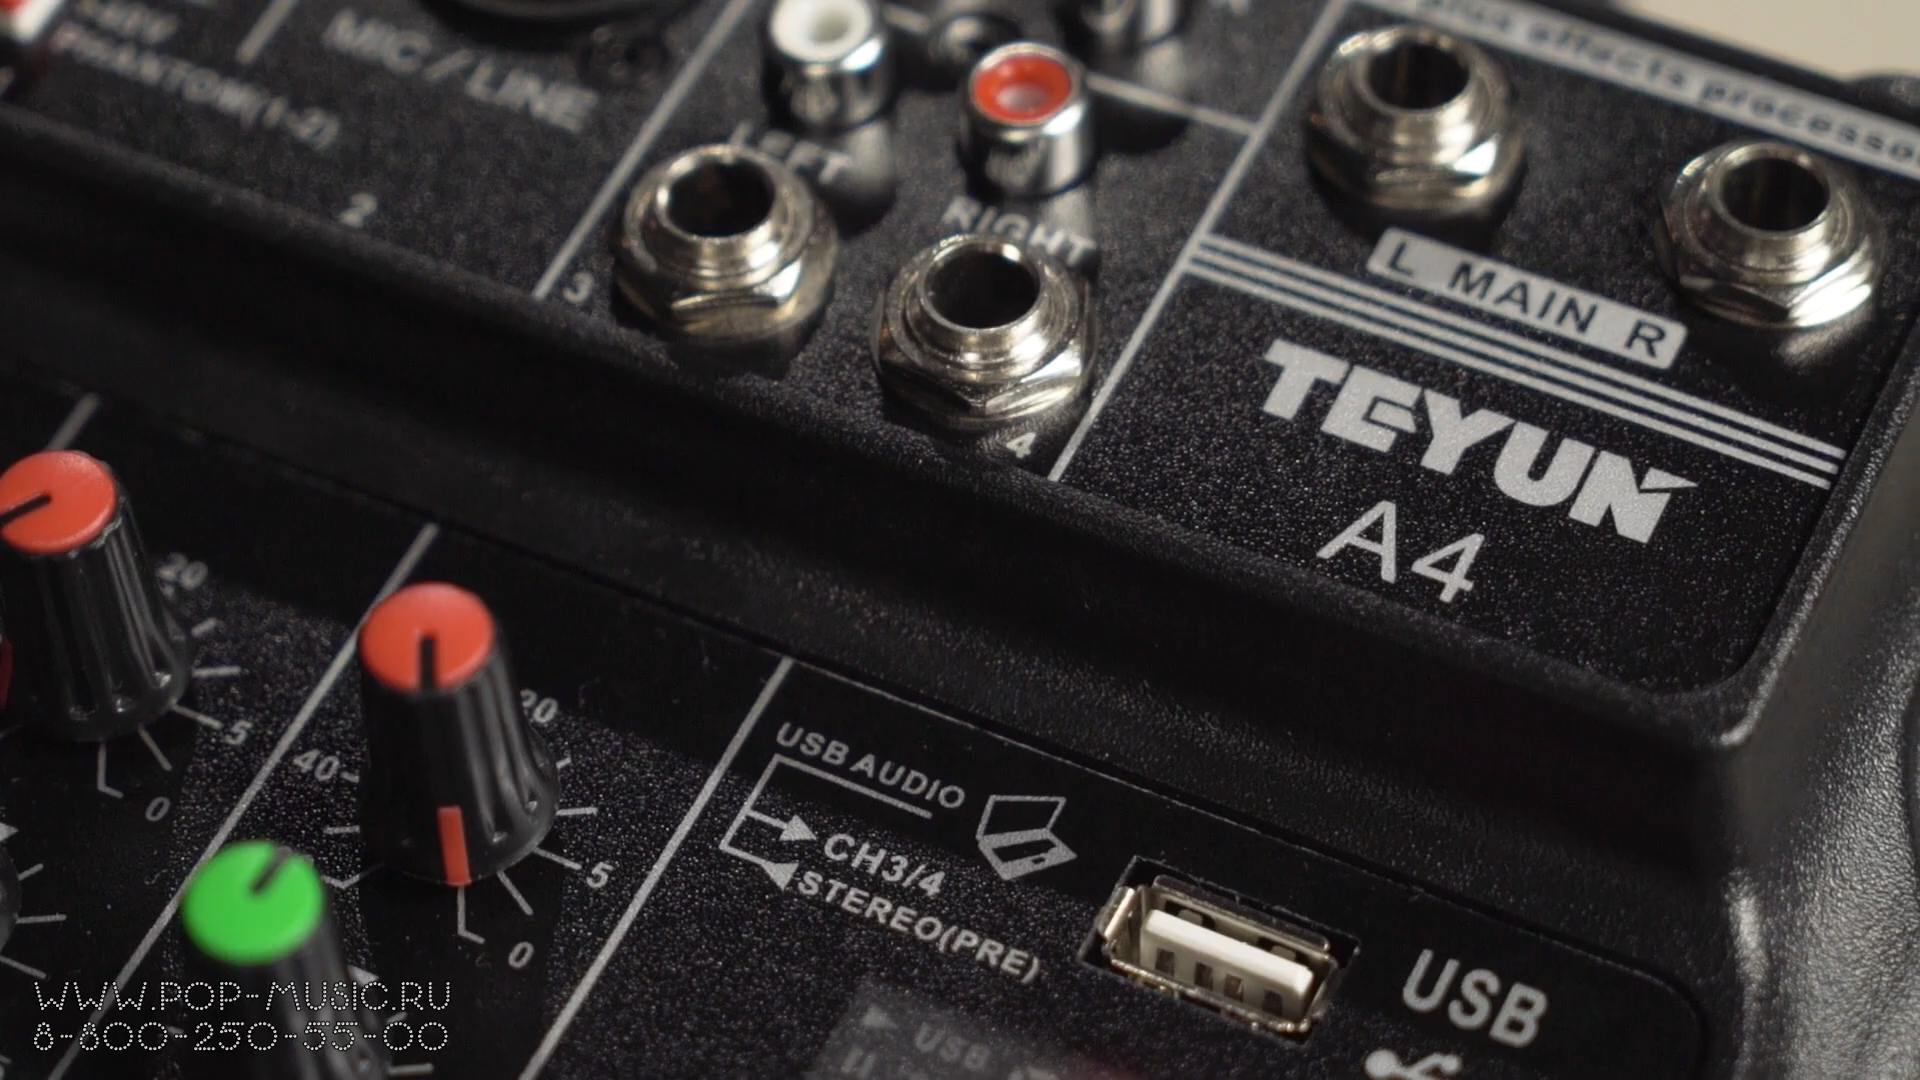 plus effects processor
+48V
PHANTOM(1-2)
MIC / LINE
LEFT
RIGHT
2
3
4
L MAIN R
TEYUN
A4
20
5
0
20
40
5
0
USB AUDIO
CH3/4
STEREO(PRE)
USB
USB
WWW.POP-MUSIC.RU
8-800-250-55-00